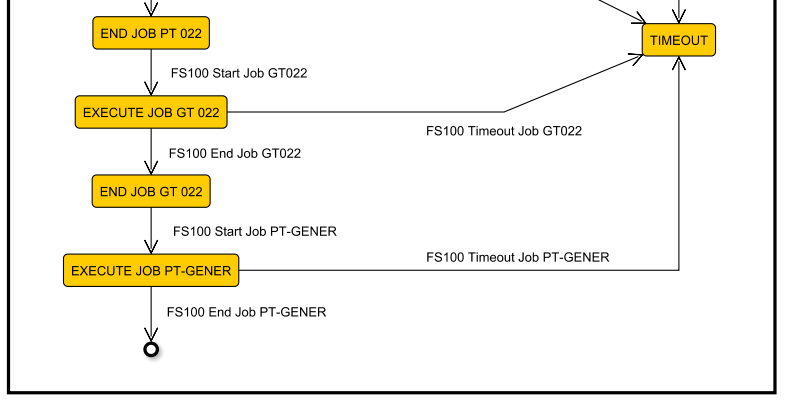 END JOB PT 022
TIMEOUT
FS100 Start Job GT022
EXECUTE JOB GT 022
FS100 Timeout Job GT022
FS100 End Job GT022
END JOB GT 022
FS100 Start Job PT-GENER
FS100 Timeout Job PT-GENER
EXECUTE JOB PT-GENER
FS100 End Job PT-GENER